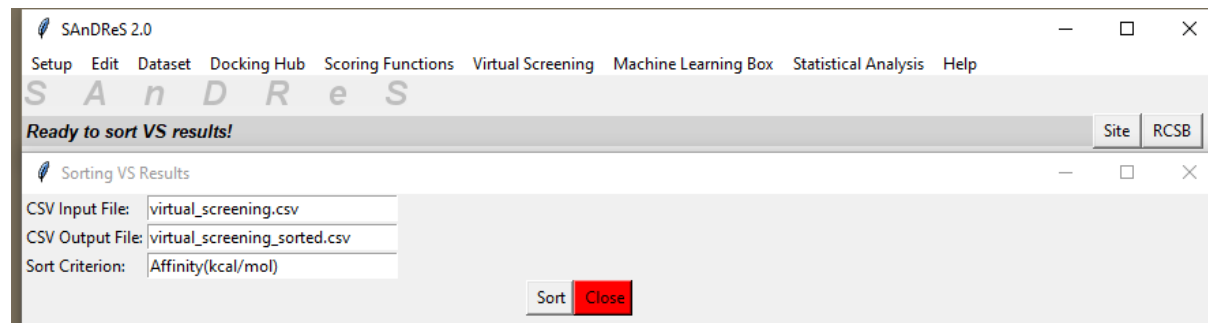 SAnDReS 2.0
Setup Edit Dataset Docking Hub Scoring Functions Virtual Screening Machine Learning Box Statistical Analysis Help
S A n D R e S
Ready to sort VS results! Site RCSB
Sorting VS Results
CSV Input File: virtual_screening.csv
CSV Output File: virtual_screening_sorted.csv
Sort Criterion: Affinity(kcal/mol)
Sort Close